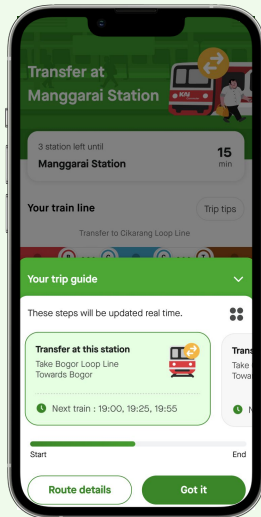 Transfer at
Manggarai Station
KAI
3 station left until
Manggarai Station
15
min
Your train line
Trip tips
Transfer to Cikarang Loop Line
B
C
C
T
Your trip guide
These steps will be updated real time.
Transfer at this station
Take Bogor Loop Line
Towards Bogor
Next train : 19:00, 19:25, 19:55
Start
End
Route details
Got it